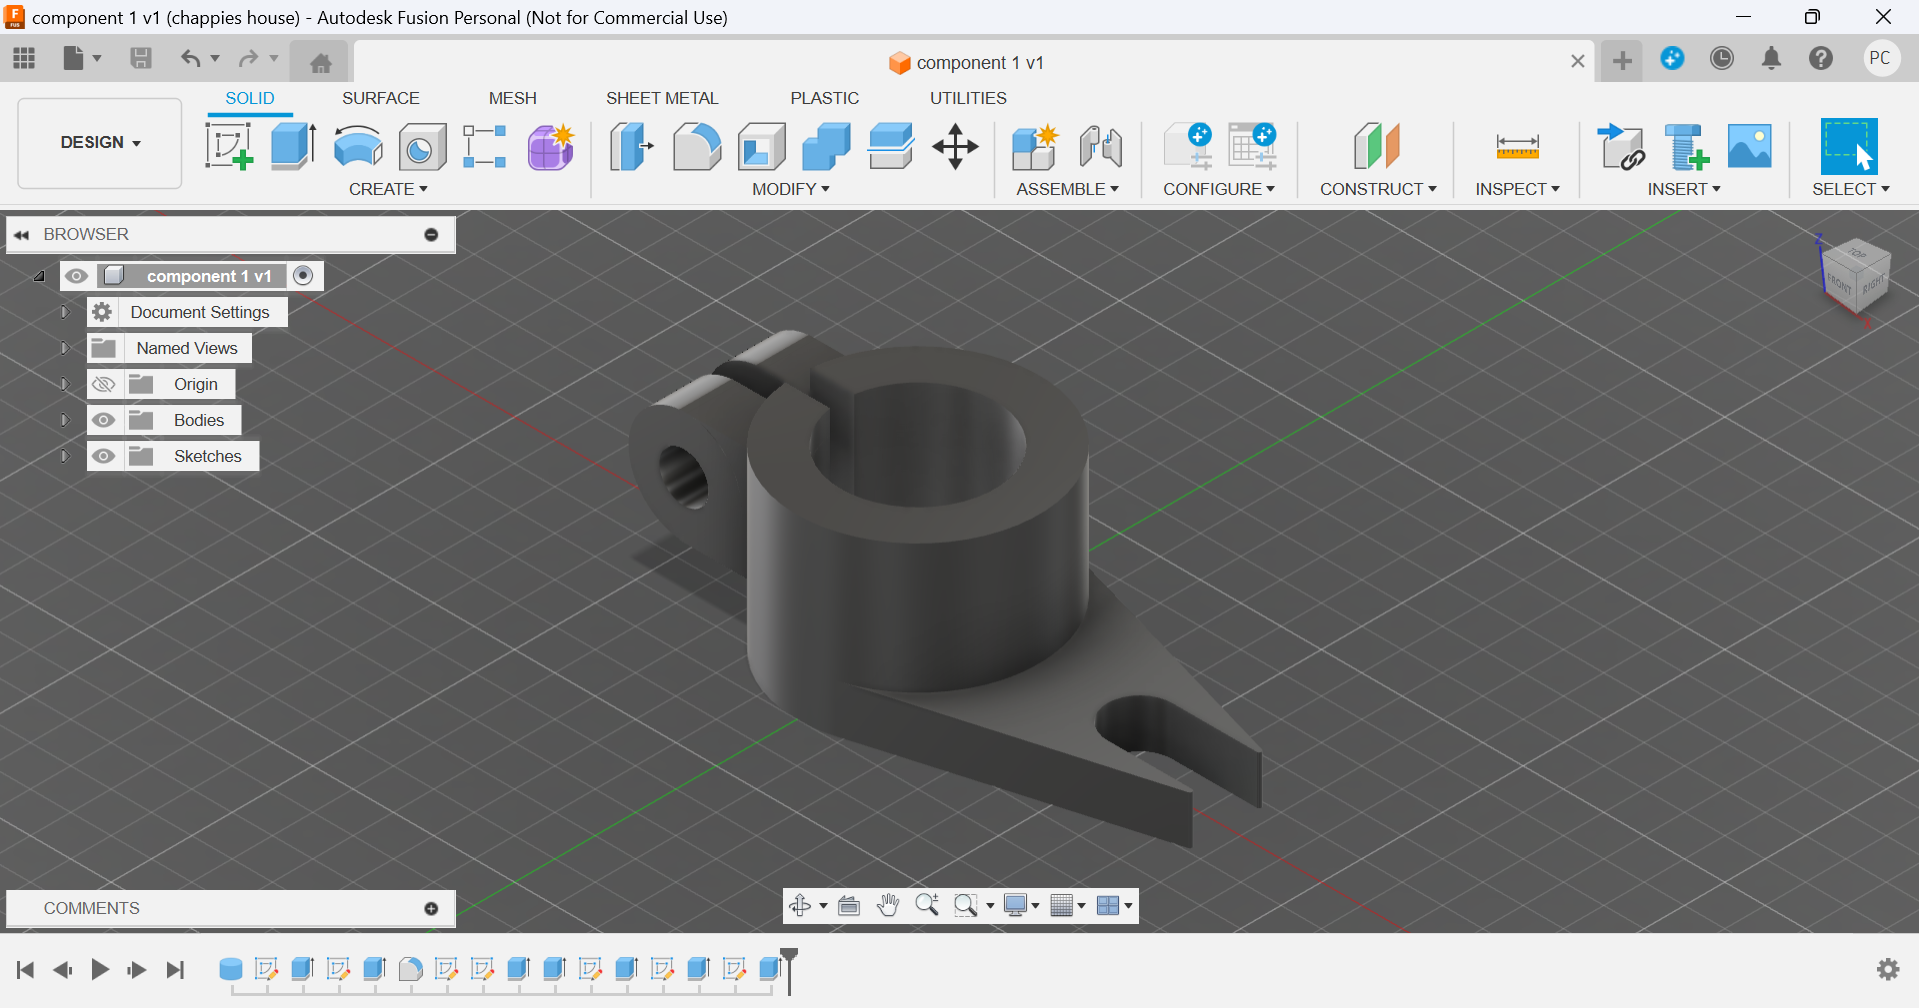 component 1 v1 (chappies house) - Autodesk Fusion Personal (Not for Commercial Use)
component 1 v1
PC
SOLID
SURFACE
MESH
SHEET METAL
PLASTIC
UTILITIES
DESIGN
CREATE
MODIFY
ASSEMBLE
CONFIGURE
CONSTRUCT
INSPECT
INSERT
SELECT
BROWSER
component 1 v1
Document Settings
Named Views
Origin
Bodies
Sketches
Z
TOP
FRONT
RIGHT
X
COMMENTS